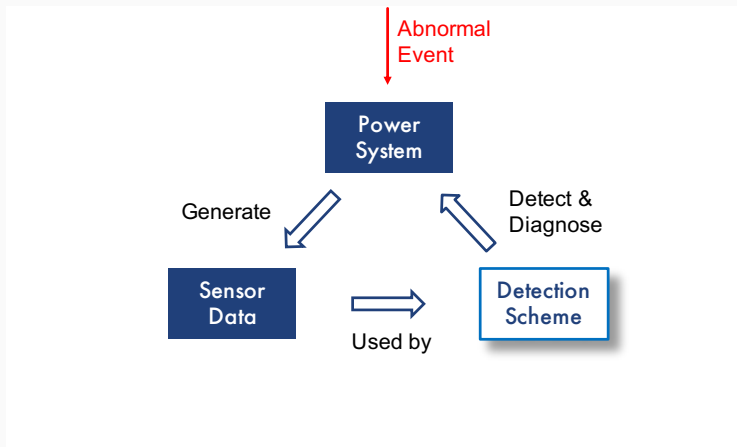 Abnormal
Event
Power
System
Generate
Detect &
Diagnose
Sensor
Data
Used by
Detection
Scheme